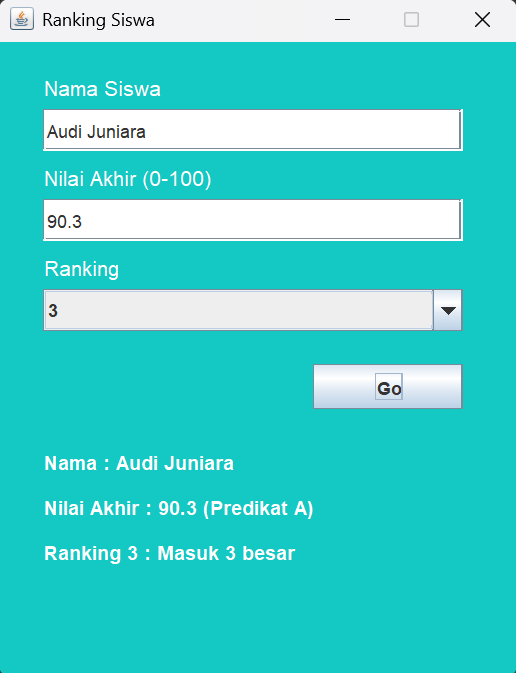 Ranking Siswa
Nama Siswa
Audi Juniara
Nilai Akhir (0-100)
90.3
Ranking
3
Go
Nama : Audi Juniara
Nilai Akhir : 90.3 (Predikat A)
Ranking 3 : Masuk 3 besar